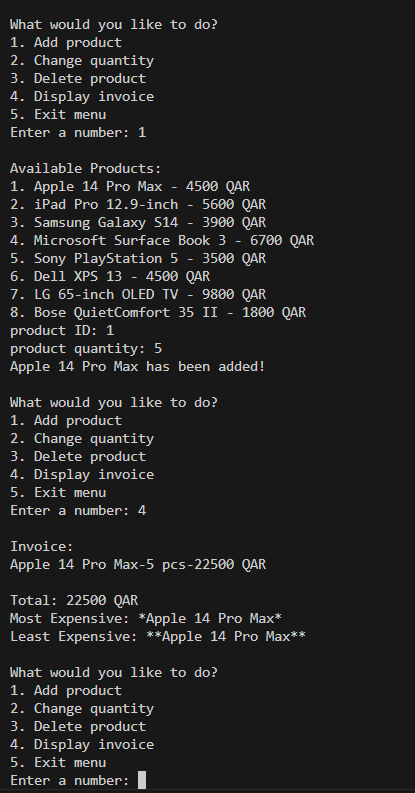 What would you like to do?
1. Add product
2. Change quantity
3. Delete product
4. Display invoice
5. Exit menu
Enter a number: 1
Available Products:
1. Apple 14 Pro Max - 4500 QAR
2. iPad Pro 12.9-inch - 5600 QAR
3. Samsung Galaxy S14 - 3900 QAR
4. Microsoft Surface Book 3 - 6700 QAR
5. Sony PlayStation 5 - 3500 QAR
6. Dell XPS 13 - 4500 QAR
7. LG 65-inch OLED TV - 9800 QAR
8. Bose QuietComfort 35 II - 1800 QAR
product ID: 1
product quantity: 5
Apple 14 Pro Max has been added!
What would you like to do?
1. Add product
2. Change quantity
3. Delete product
4. Display invoice
5. Exit menu
Enter a number: 4
Invoice:
Apple 14 Pro Max-5 pcs-22500 QAR
Total: 22500 QAR
Most Expensive: *Apple 14 Pro Max*
Least Expensive: **Apple 14 Pro Max**
What would you like to do?
1. Add product
2. Change quantity
3. Delete product
4. Display invoice
5. Exit menu
Enter a number: